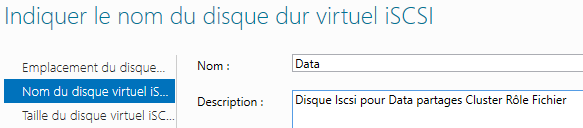 Indiquer le nom du disque dur virtuel iSCSI
Emplacement du disque...
Nom du disque virtuel iS...
Taille du disque virtuel iSC...
Nom :
Data
Description :
Disque Iscsi pour Data partages Cluster Rôle Fichier